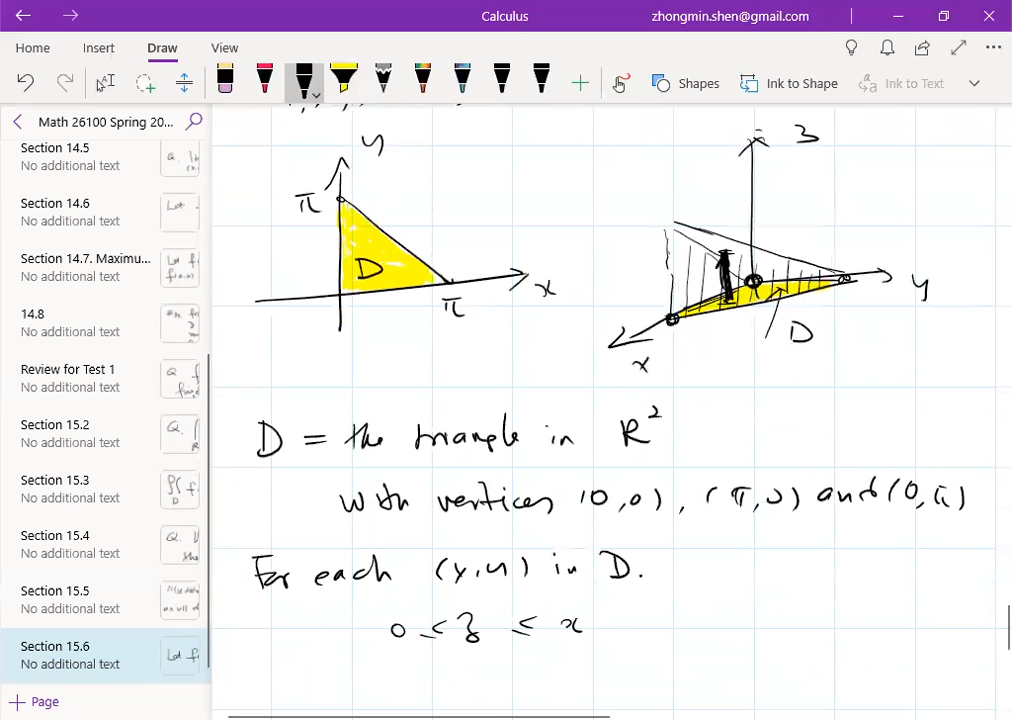 Calculus
zhongmin.shen@gmail.com
Home
Insert
Draw
View
Shapes
Ink to Shape
Ink to Text
Math 26100 Spring 20...
Section 14.5
No additional text
Section 14.6
No additional text
Section 14.7. Maximu...
No additional text
14.8
No additional text
Review for Test 1
No additional text
Section 15.2
No additional text
Section 15.3
No additional text
Section 15.4
No additional text
Section 15.5
No additional text
Section 15.6
No additional text
Page
y
π
D
x
π
z
y
D
x
D = the triangle in R²
with vertices (0,0), (π,0) and (0,π)
For each (x,y) in D.
0 ≤ z ≤ x